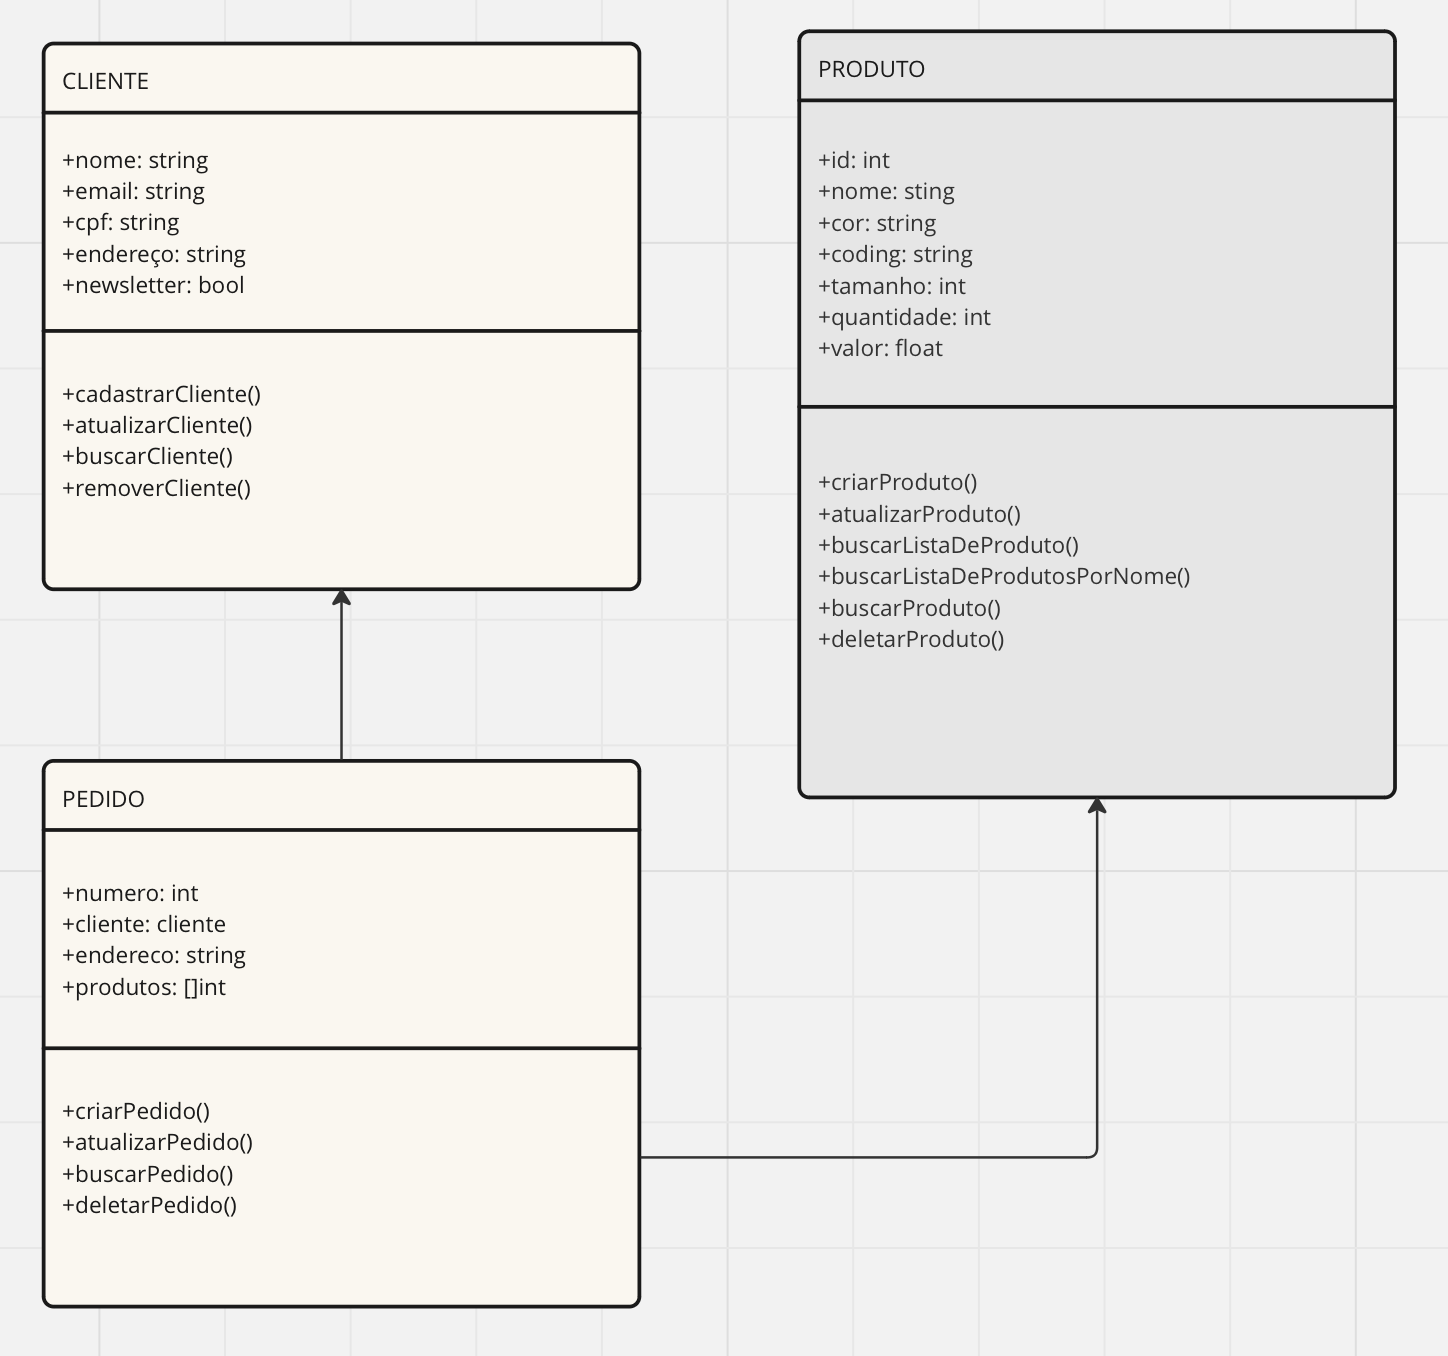 CLIENTE
+nome: string
+email: string
+cpf: string
+endereço: string
+newsletter: bool
+cadastrarCliente()
+atualizarCliente()
+buscarCliente()
+removerCliente()
PRODUTO
+id: int
+nome: sting
+cor: string
+coding: string
+tamanho: int
+quantidade: int
+valor: float
+criarProduto()
+atualizarProduto()
+buscarListaDeProduto()
+buscarListaDeProdutosPorNome()
+buscarProduto()
+deletarProduto()
PEDIDO
+numero: int
+cliente: cliente
+endereco: string
+produtos: []int
+criarPedido()
+atualizarPedido()
+buscarPedido()
+deletarPedido()